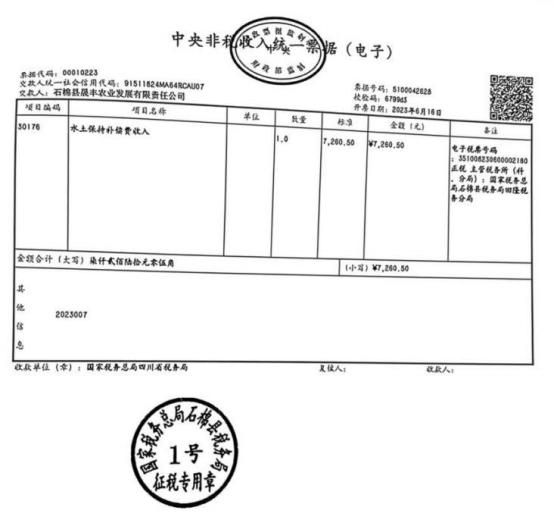 中央非税收入统一票据（电子）
中央
财政部监制
票据代码：00010223
交款人统一社会信用代码：91511824MA64RCAU07
交款人：石棉县晟丰农业发展有限责任公司
票据号码：5100042628
校验码：6799d3
开票日期：2023年6月16日
项目编码 项目名称 单位 数量 标准 金额（元） 备注
30176 水土保持补偿费收入 1.0 7,260.50 ¥7,260.50
电子税票号码
：351006230600002180
正税 主管税务所（科
、分局）：国家税务总
局石棉县税务局回隆税
务分局
金额合计（大写）柒仟贰佰陆拾元零伍角 （小写）¥7,260.50
其他信息
2023007
收款单位（章）：国家税务总局四川省税务局 复核人： 收款人：
国家税务总局石棉县税务局
1号
征税专用章